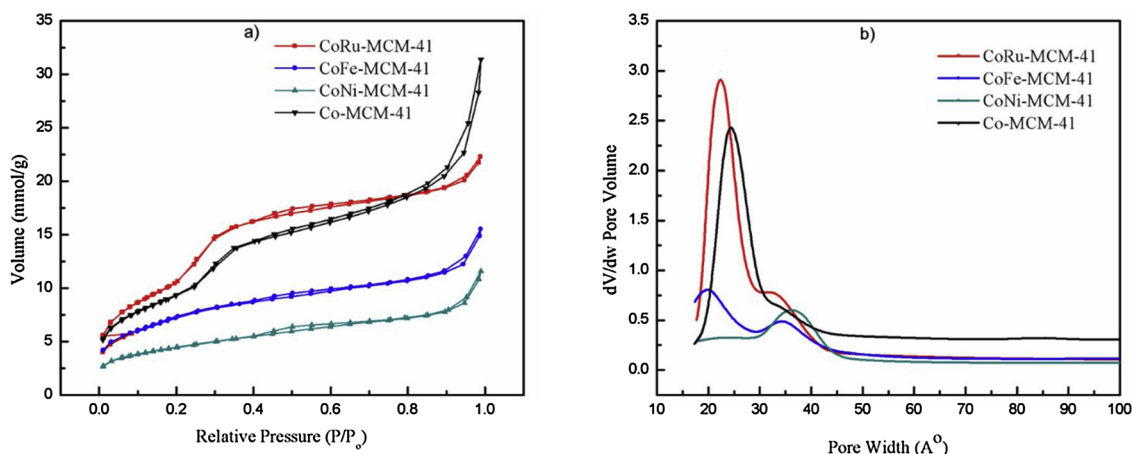 a)
CoRu-MCM-41
CoFe-MCM-41
CoNi-MCM-41
Co-MCM-41
Volume (mmol/g)
35
30
25
20
15
10
5
0
0.0 0.2 0.4 0.6 0.8 1.0
Relative Pressure (P/Po)
b)
CoRu-MCM-41
CoFe-MCM-41
CoNi-MCM-41
Co-MCM-41
dV/dw Pore Volume
3.5
3.0
2.5
2.0
1.5
1.0
0.5
0.0
10 20 30 40 50 60 70 80 90 100
Pore Width (AO)